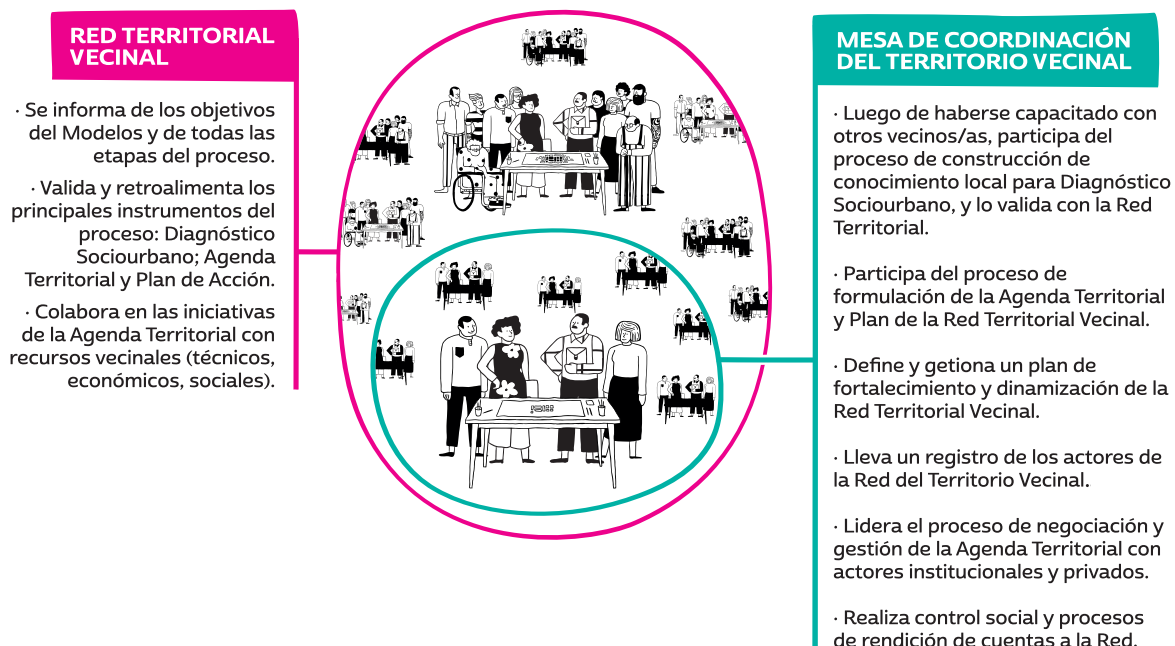 RED TERRITORIAL
VECINAL
· Se informa de los objetivos
del Modelos y de todas las
etapas del proceso.
· Valida y retroalimenta los
principales instrumentos del
proceso: Diagnóstico
Sociourbano; Agenda
Territorial y Plan de Acción.
· Colabora en las iniciativas
de la Agenda Territorial con
recursos vecinales (técnicos,
económicos, sociales).
MESA DE COORDINACIÓN
DEL TERRITORIO VECINAL
· Luego de haberse capacitado con
otros vecinos/as, participa del
proceso de construcción de
conocimiento local para Diagnóstico
Sociourbano, y lo valida con la Red
Territorial.
· Participa del proceso de
formulación de la Agenda Territorial
y Plan de la Red Territorial Vecinal.
· Define y getiona un plan de
fortalecimiento y dinamización de la
Red Territorial Vecinal.
· Lleva un registro de los actores de
la Red del Territorio Vecinal.
· Lidera el proceso de negociación y
gestión de la Agenda Territorial con
actores institucionales y privados.
· Realiza control social y procesos
de rendición de cuentas a la Red.